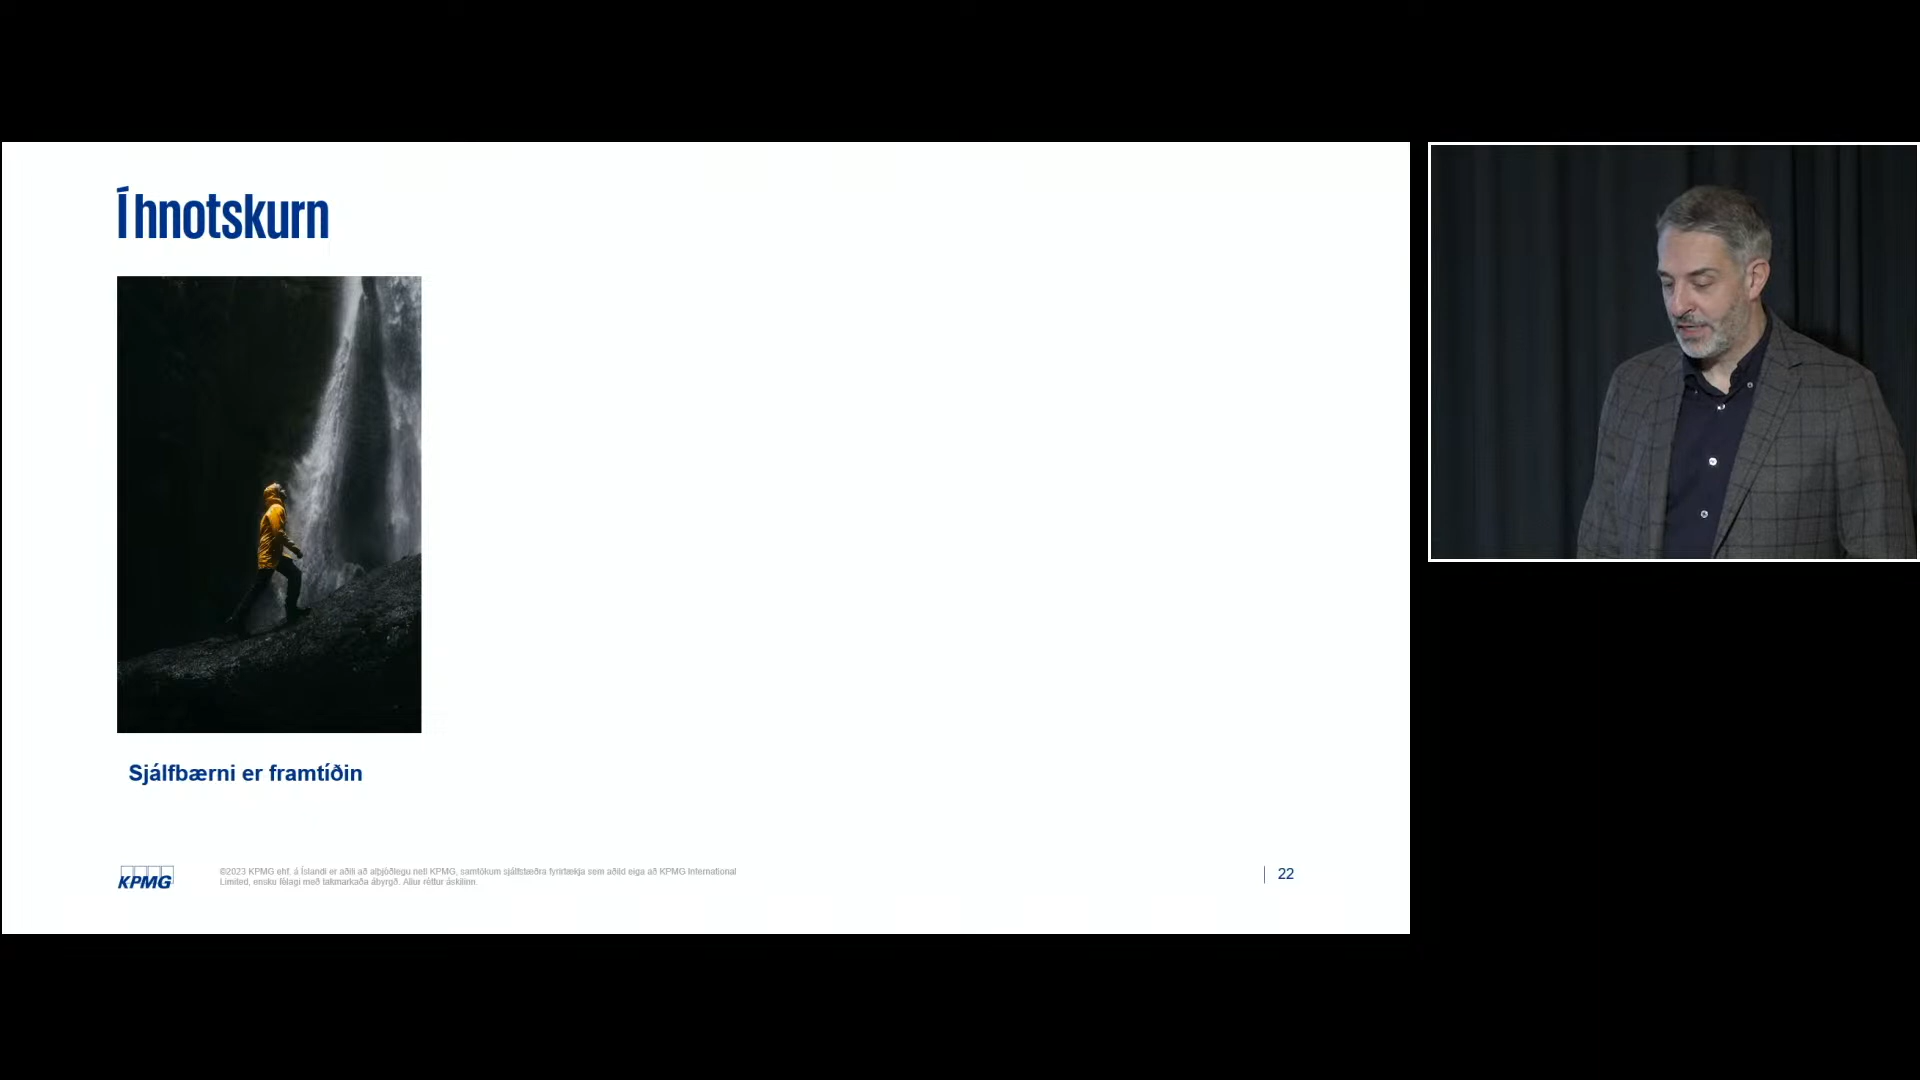 Í hnotskurn
Sjálfbærni er framtíðin
KPMG
©2023 KPMG ehf. á Íslandi er aðili að alþjóðlegu neti KPMG, samtökum sjálfstæðra fyrirtækja sem aðild eiga að KPMG International
Limited, ensku félagi með takmarkaða ábyrgð. Allur réttur áskilinn.
22